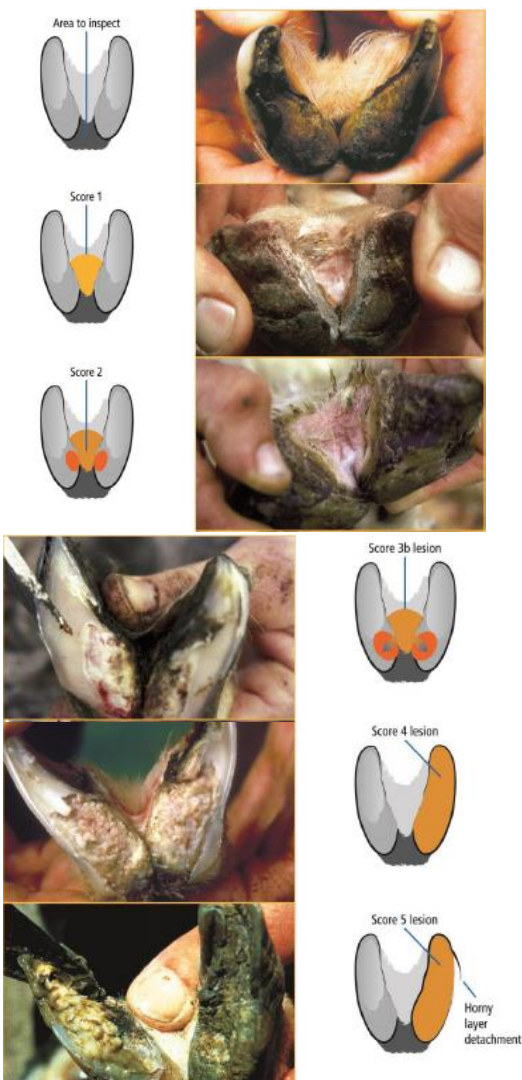 Area to inspect
Score 1
Score 2
Score 3b lesion
Score 4 lesion
Score 5 lesion
Horny
layer
detachment